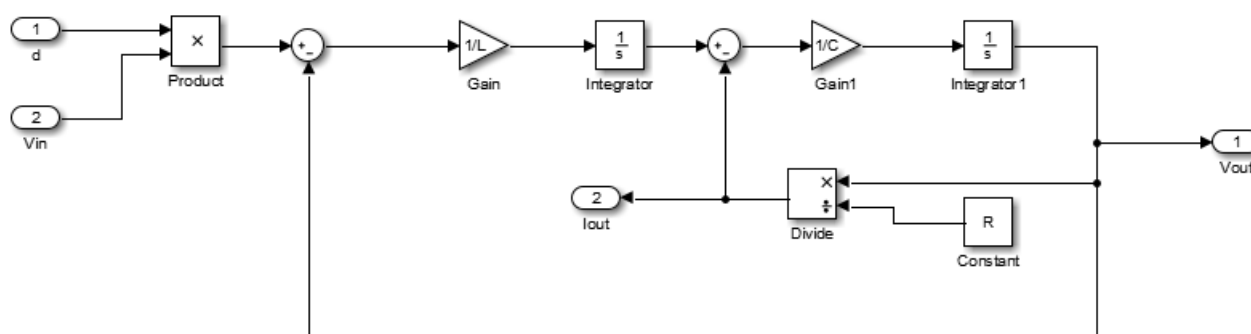 1
d
×
Product
2
Vin
+
−
1/L
Gain
1
s
Integrator
+
−
1/C
Gain1
1
s
Integrator1
1
Vout
2
Iout
×
÷
Divide
R
Constant